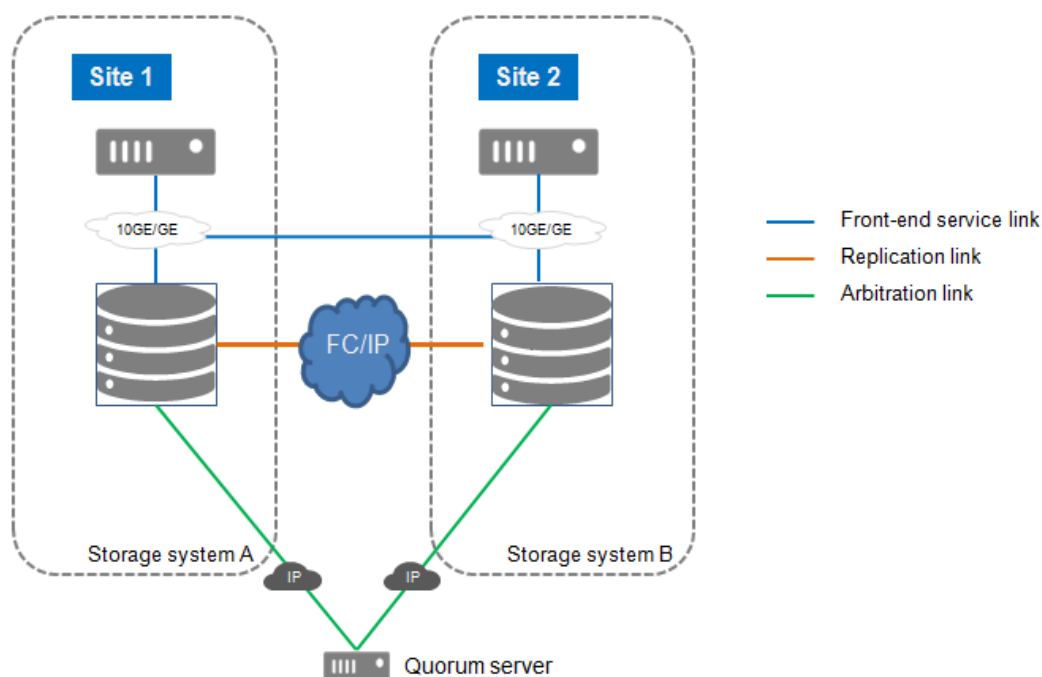 Site 1
Site 2
10GE/GE
10GE/GE
Front-end service link
Replication link
Arbitration link
FC/IP
Storage system A
Storage system B
IP
IP
Quorum server